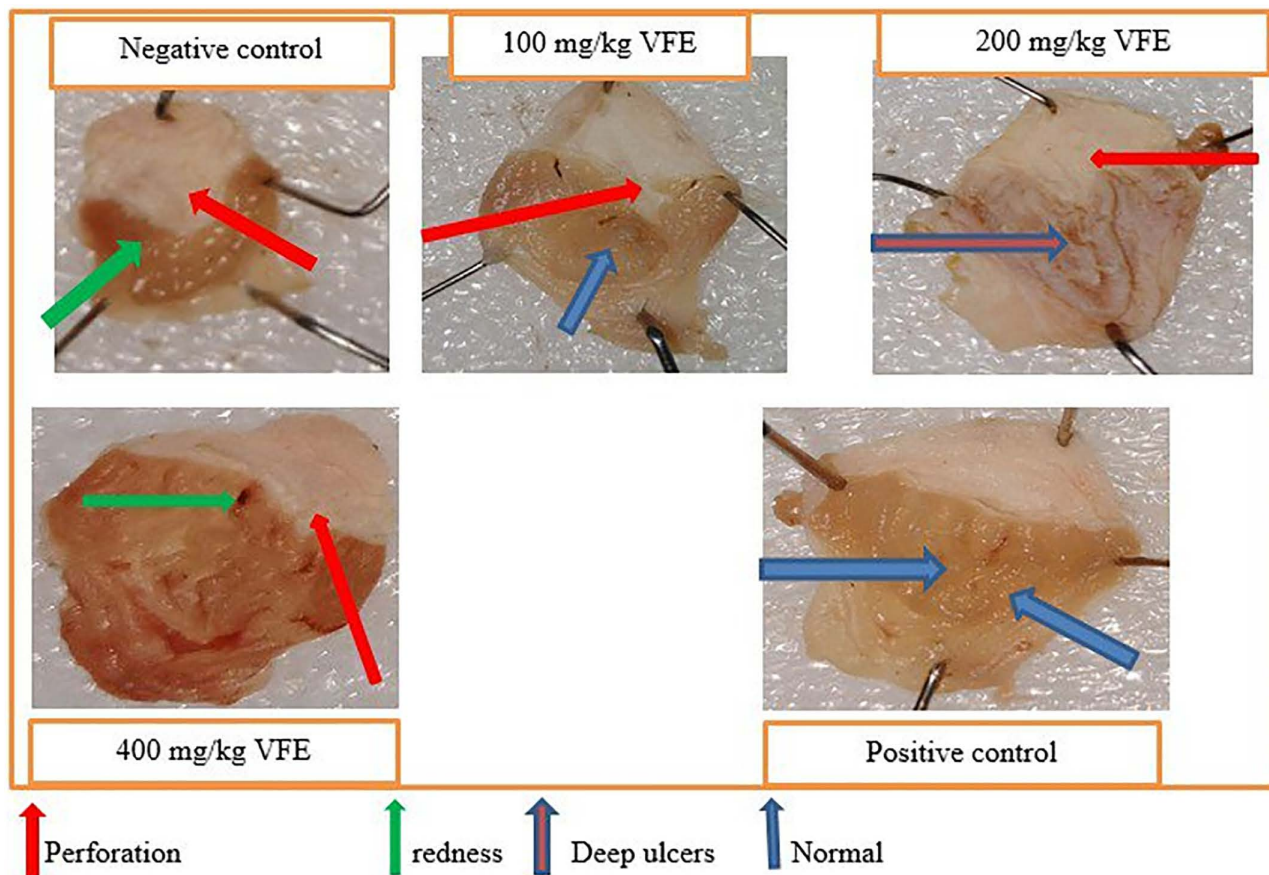 Negative control
100 mg/kg VFE
200 mg/kg VFE
400 mg/kg VFE
Positive control
Perforation
redness
Deep ulcers
Normal